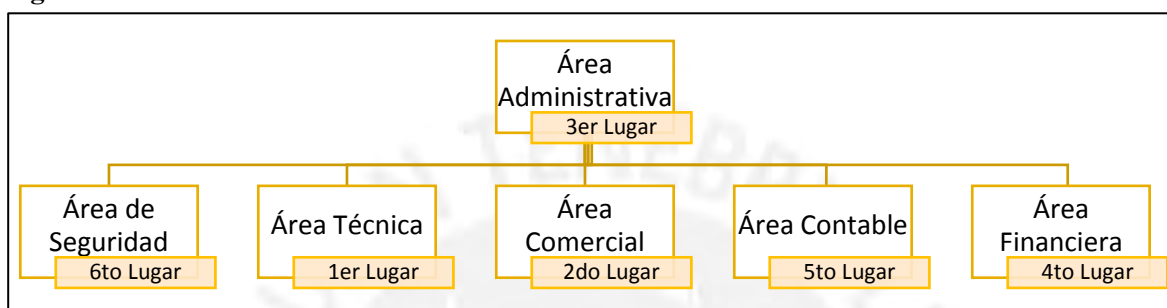 Área
Administrativa
3er Lugar
Área de
Seguridad
6to Lugar
Área Técnica
1er Lugar
Área
Comercial
2do Lugar
Área Contable
5to Lugar
Área
Financiera
4to Lugar